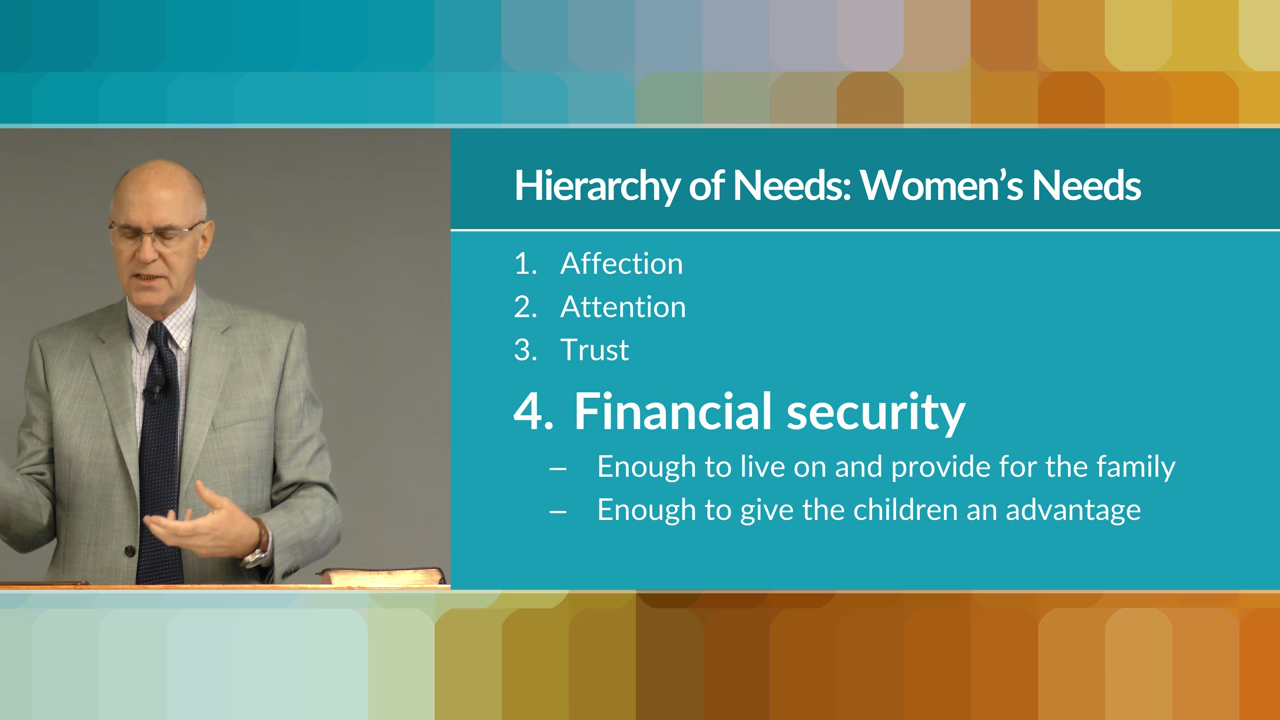 Hierarchy of Needs: Women’s Needs
1. Affection
2. Attention
3. Trust
4. Financial security
– Enough to live on and provide for the family
– Enough to give the children an advantage